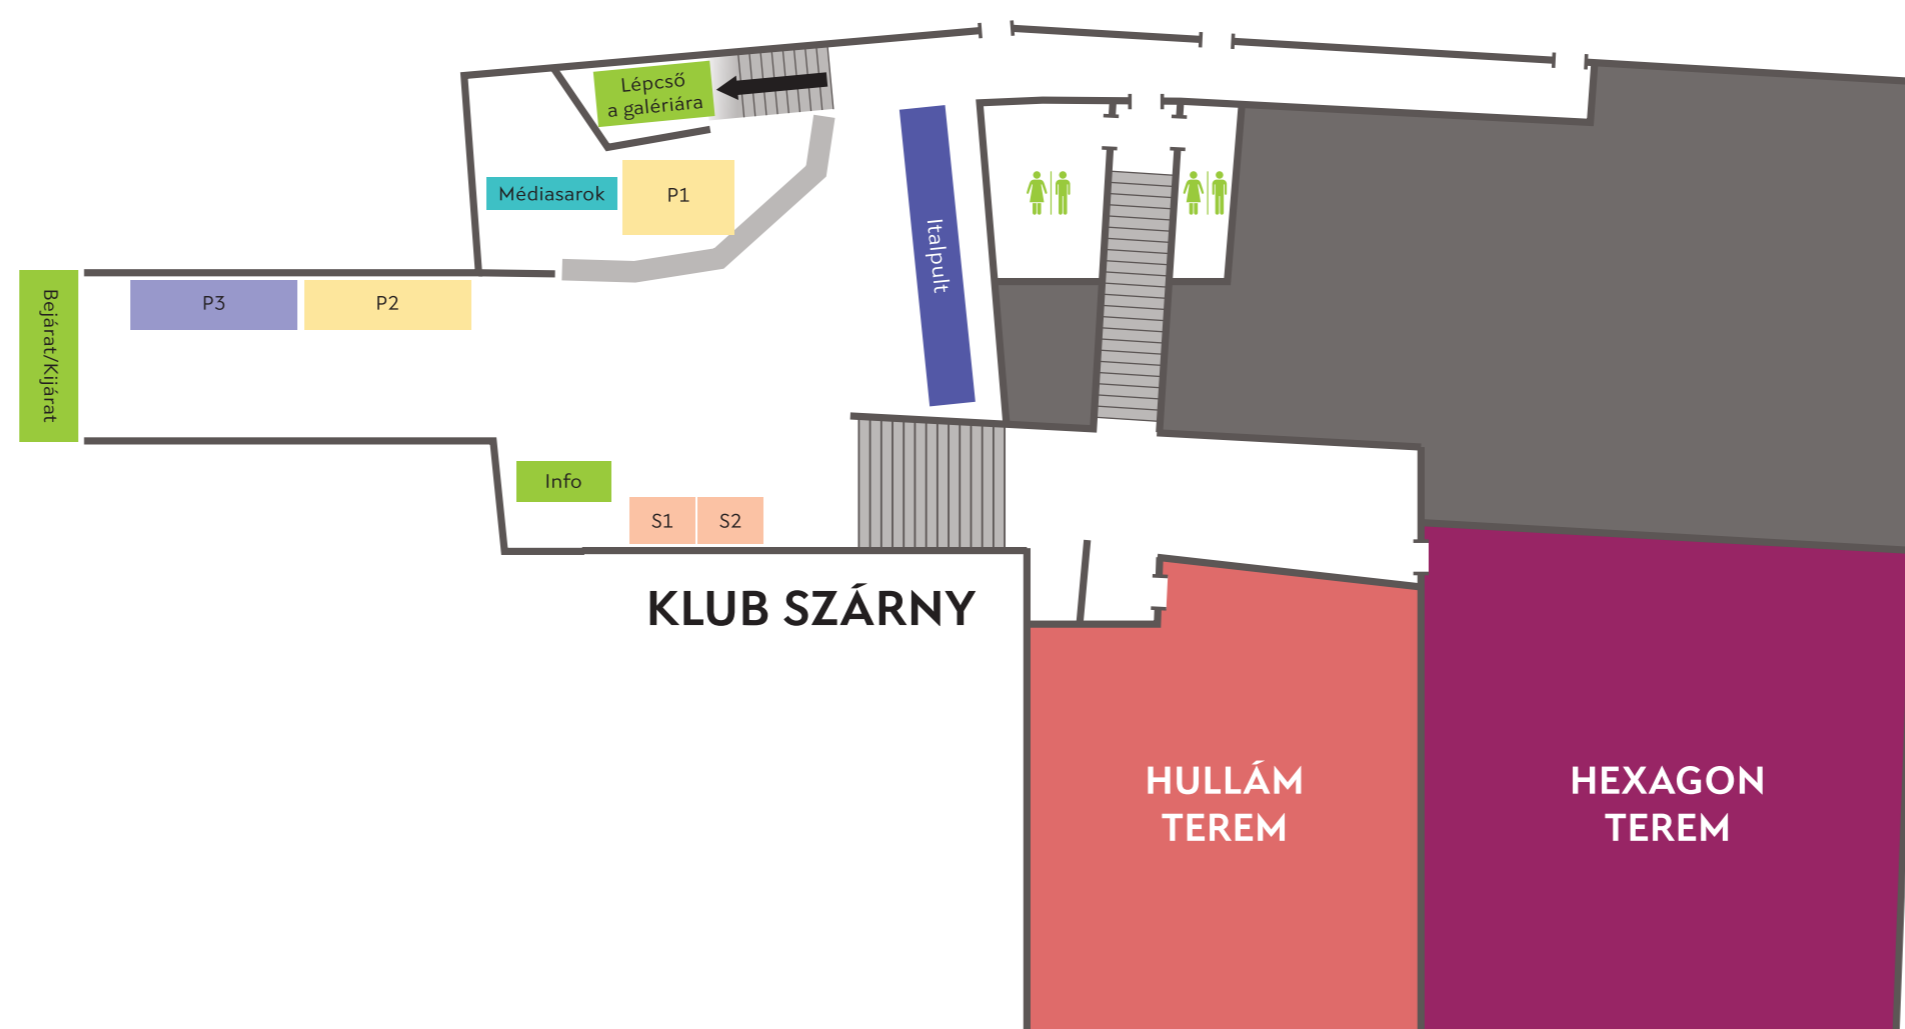 Lépcső
a galériára
Médiasarok
P1
Italpult
Bejárat/Kijárat
P3
P2
Info
S1
S2
KLUB SZÁRNY
HULLÁM
TEREM
HEXAGON
TEREM